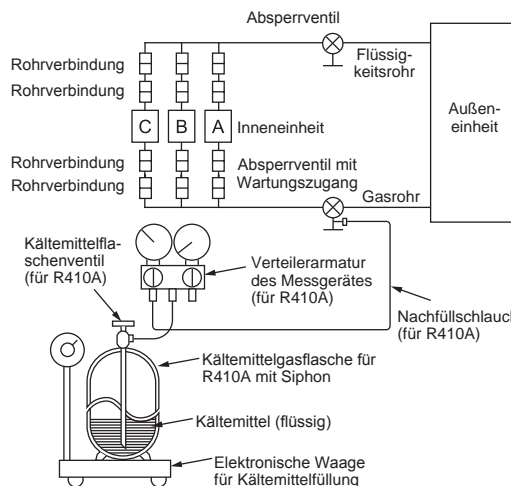 Absperrventil
Flüssig-
keitsrohr
Rohrverbindung
Rohrverbindung
Außen-
einheit
C
B
A
Inneneinheit
Rohrverbindung
Rohrverbindung
Absperrventil mit
Wartungszugang
Gasrohr
Kältemittelfla-
schenventil
(für R410A)
Verteilerarmatur
des Messgerätes
(für R410A)
Nachfüllschlauch
(für R410A)
Kältemittelgasflasche für
R410A mit Siphon
Kältemittel (flüssig)
Elektronische Waage
für Kältemittelfüllung